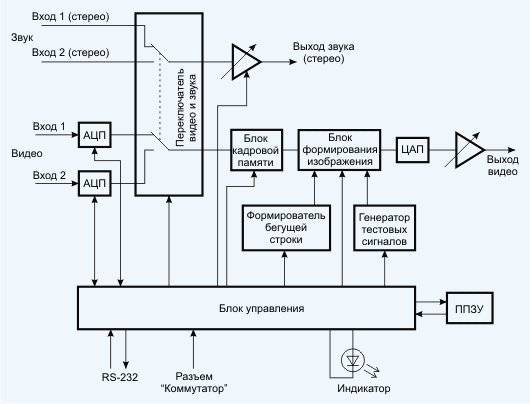 Вход 1 (стерео)
Звук
Вход 2 (стерео)
Выход звука
(стерео)
Переключатель
видео и звука
Вход 1
АЦП
Видео
Вход 2
АЦП
Блок
кадровой
памяти
Блок
формирования
изображения
ЦАП
Выход
видео
Формирователь
бегущей
строки
Генератор
тестовых
сигналов
Блок управления
ППЗУ
RS-232
Разъем
“Коммутатор”
Индикатор